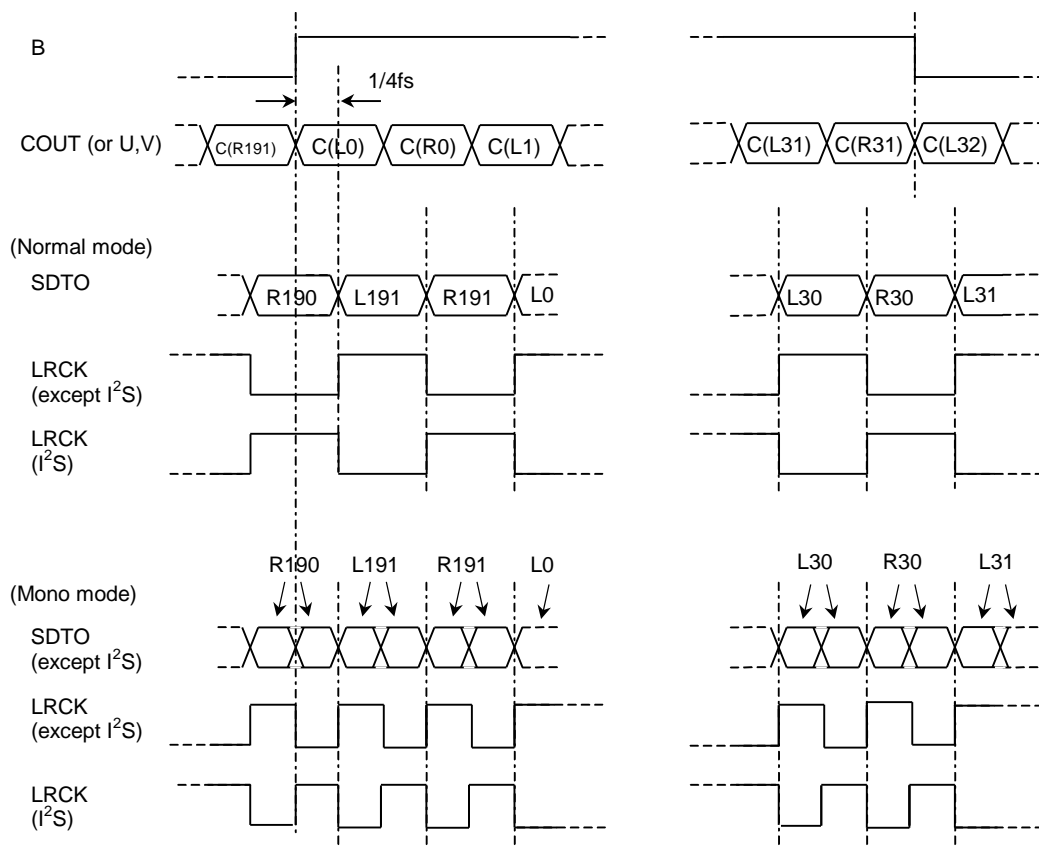 B
1/4fs
COUT (or U,V)
C(R191) C(L0) C(R0) C(L1) C(L31) C(R31) C(L32)
(Normal mode)
SDTO
R190 L191 R191 L0 L30 R30 L31
LRCK
(except I²S)
LRCK
(I²S)
R190 L191 R191 L0 L30 R30 L31
(Mono mode)
SDTO
(except I²S)
LRCK
(except I²S)
LRCK
(I²S)